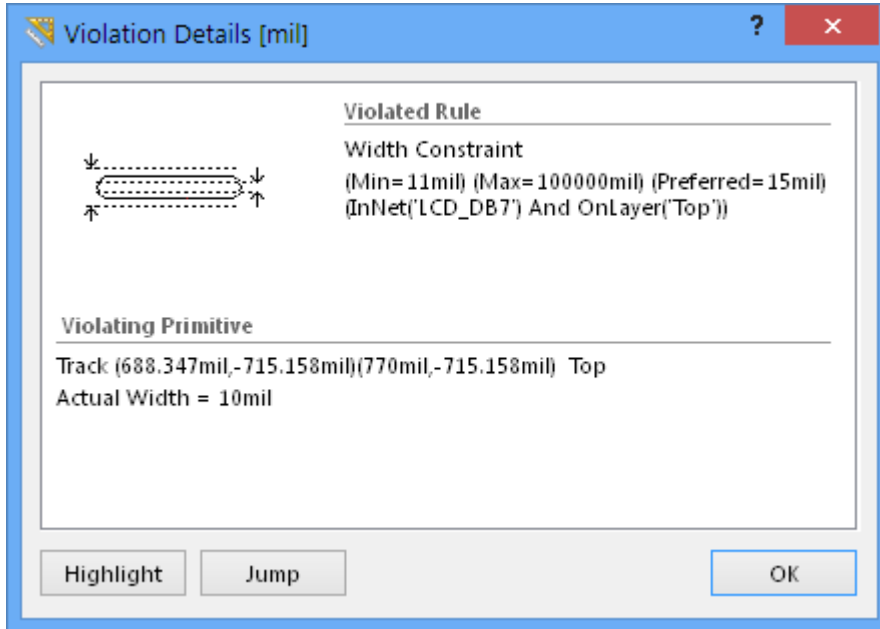 Violation Details [mil]
?
Violated Rule
Width Constraint
(Min=11mil) (Max=100000mil) (Preferred=15mil)
(InNet('LCD_DB7') And OnLayer('Top'))
Violating Primitive
Track (688.347mil,-715.158mil)(770mil,-715.158mil)  Top
Actual Width = 10mil
Highlight
Jump
OK